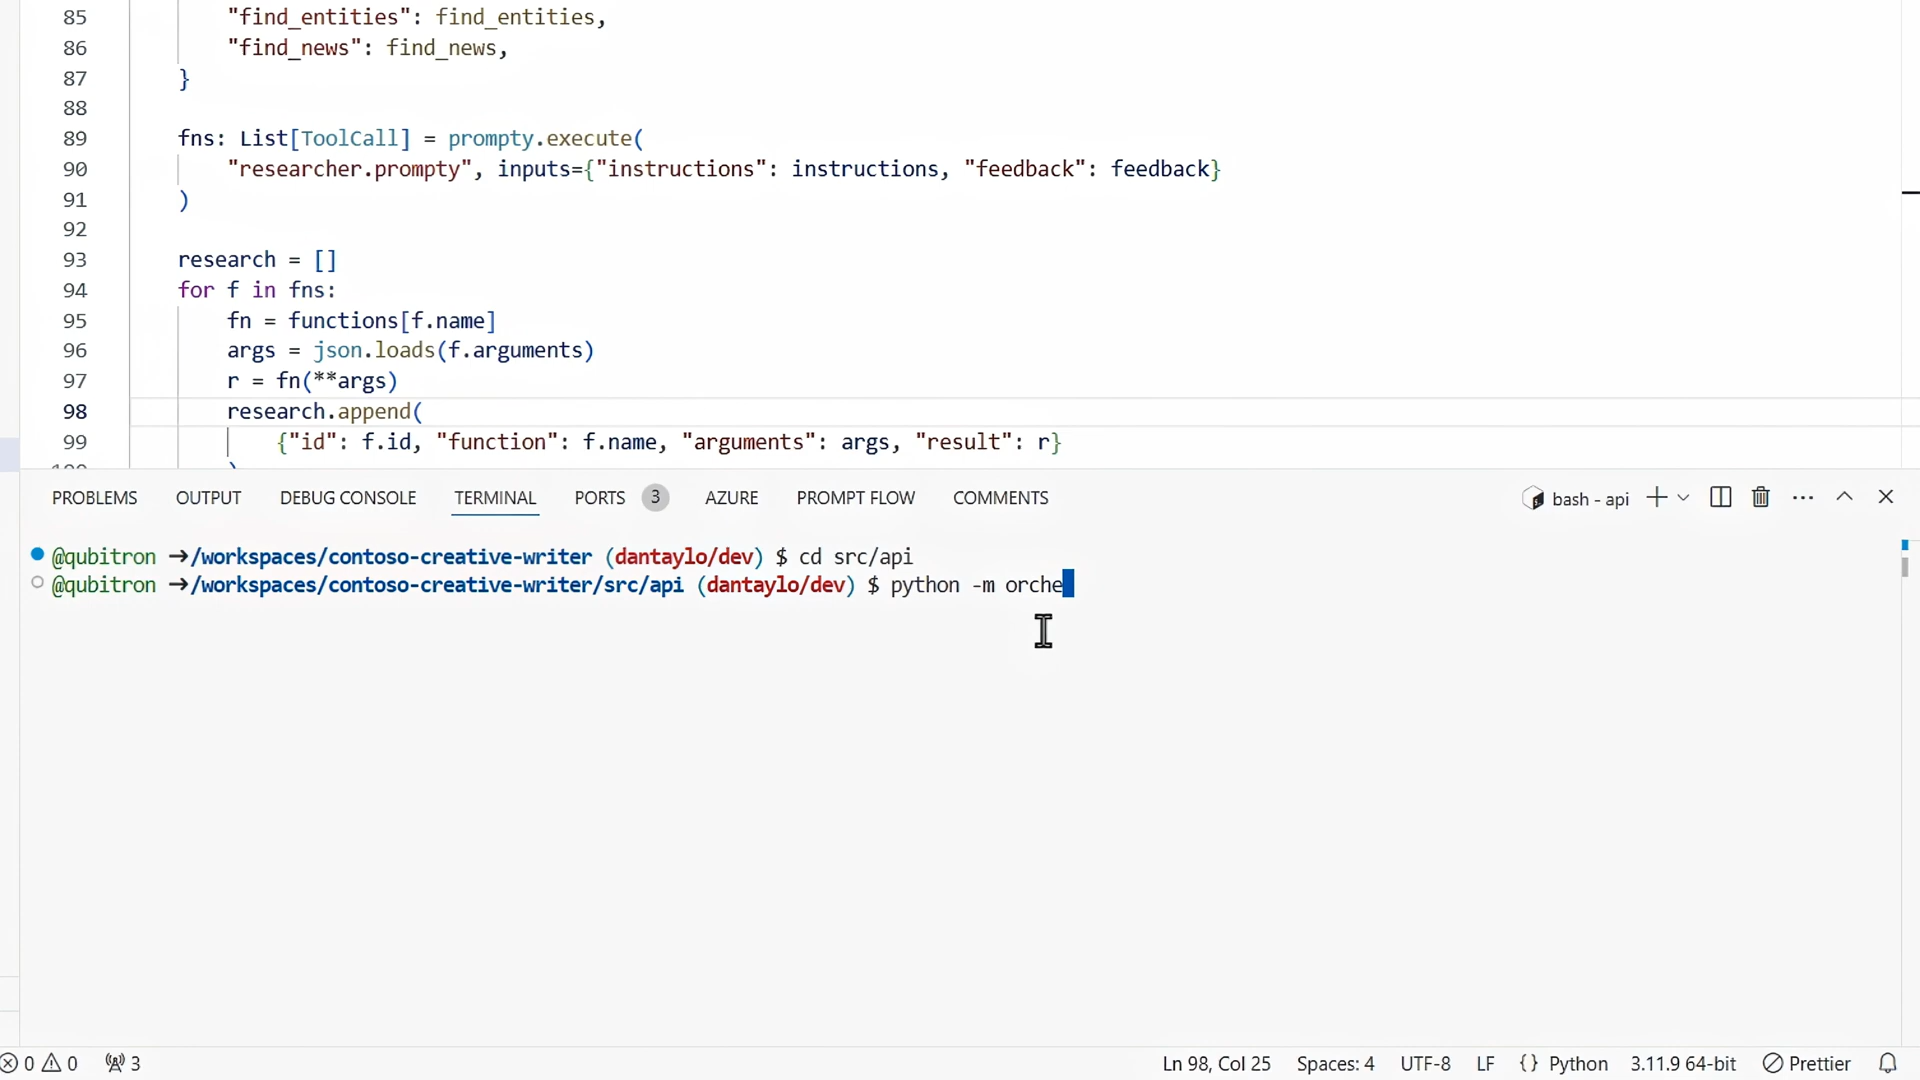 85 "find_entities": find_entities,
86 "find_news": find_news,
87 }
88
89 fns: List[ToolCall] = prompty.execute(
90 "researcher.prompty", inputs={"instructions": instructions, "feedback": feedback}
91 )
92
93 research = []
94 for f in fns:
95 fn = functions[f.name]
96 args = json.loads(f.arguments)
97 r = fn(**args)
98 research.append(
99 {"id": f.id, "function": f.name, "arguments": args, "result": r}
PROBLEMS OUTPUT DEBUG CONSOLE TERMINAL PORTS 3 AZURE PROMPT FLOW COMMENTS bash - api
@qubitron →/workspaces/contoso-creative-writer (dantaylo/dev) $ cd src/api
@qubitron →/workspaces/contoso-creative-writer/src/api (dantaylo/dev) $ python -m orche
0 0 3 Ln 98, Col 25 Spaces: 4 UTF-8 LF {} Python 3.11.9 64-bit Prettier